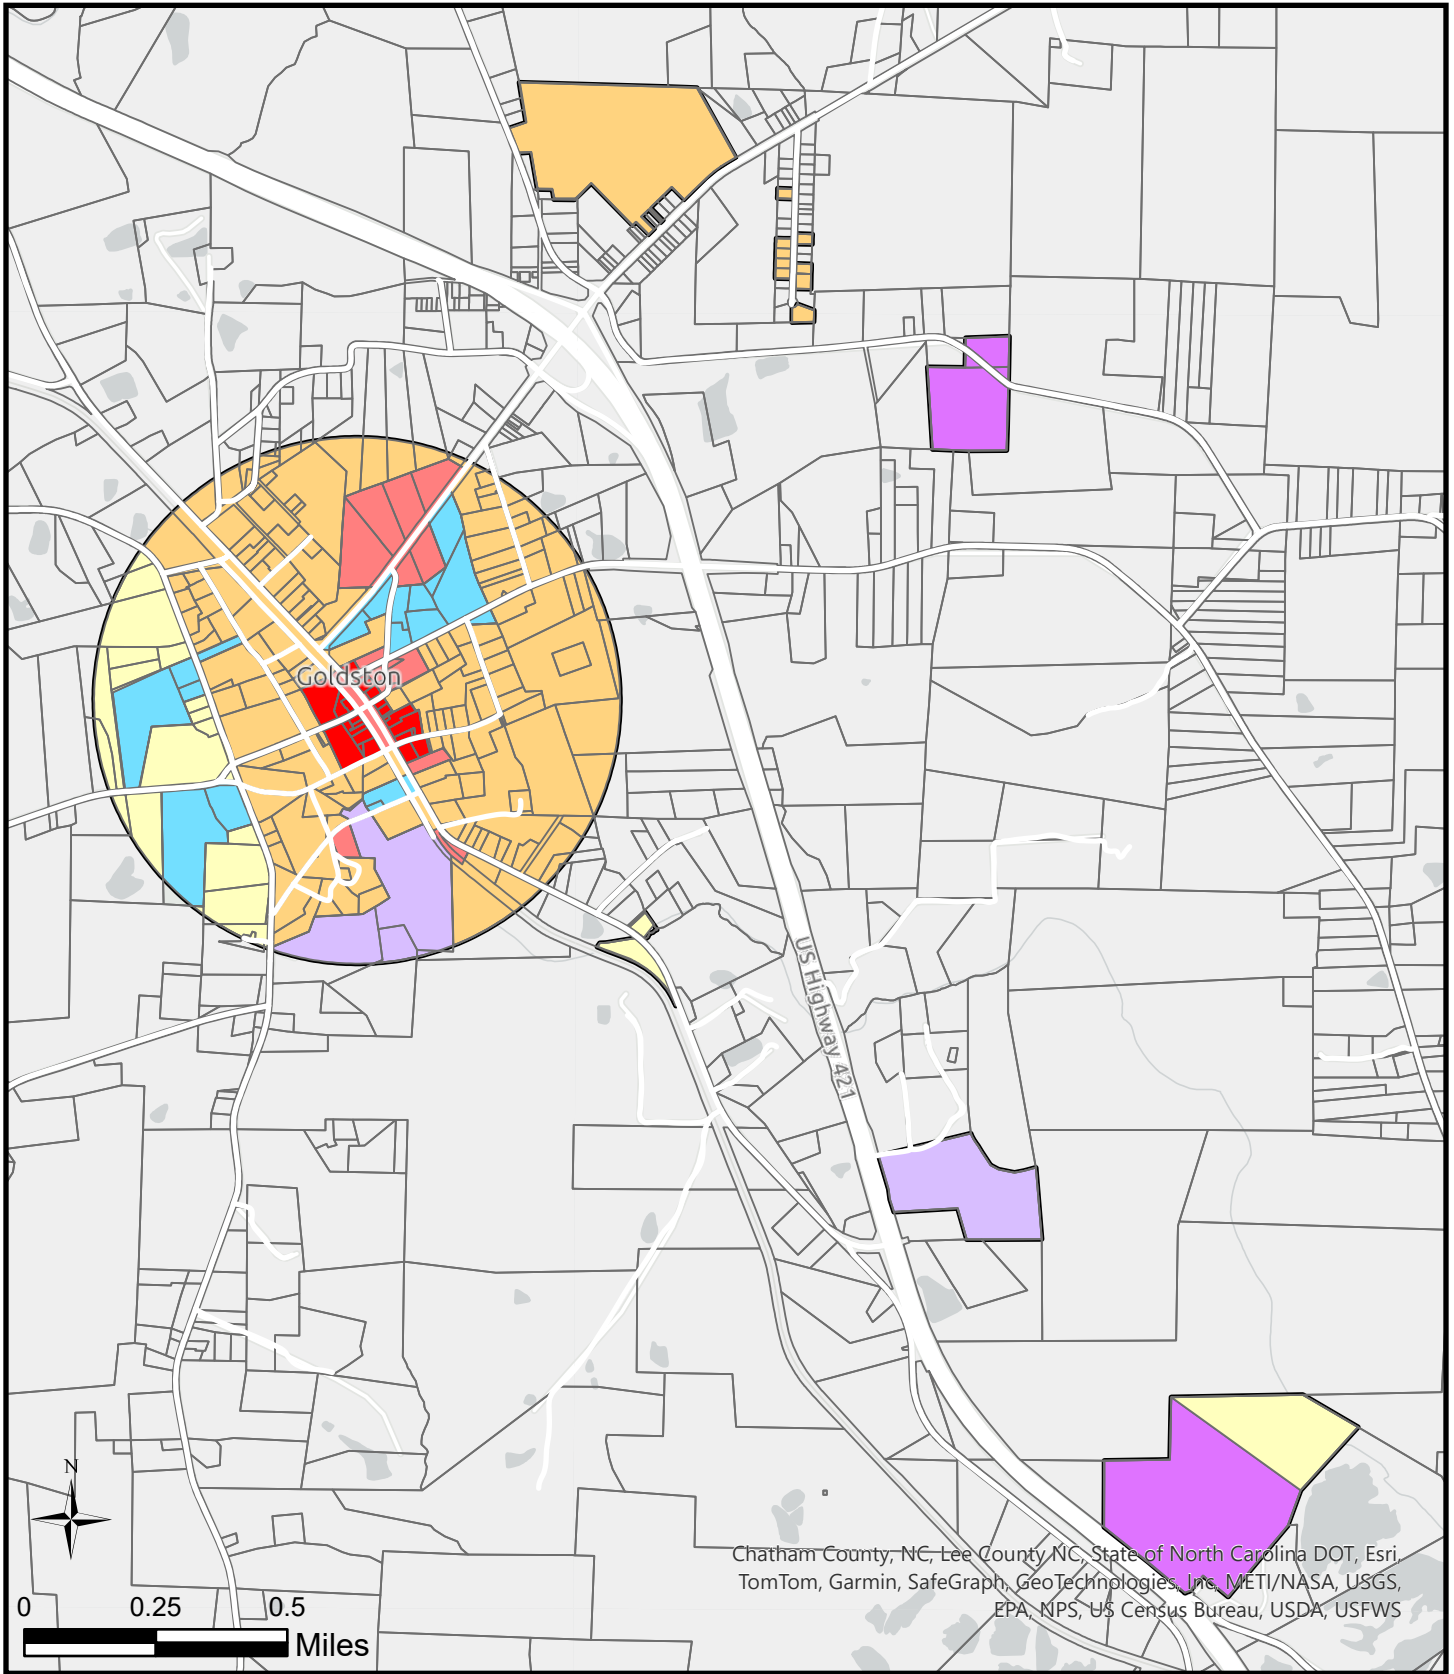 Goldston
US Highway 421
N
Chatham County, NC, Lee County NC, State of North Carolina DOT, Esri,
TomTom, Garmin, SafeGraph, GeoTechnologies, Inc, METI/NASA, USGS,
EPA, NPS, US Census Bureau, USDA, USFWS
0 0.25 0.5
Miles